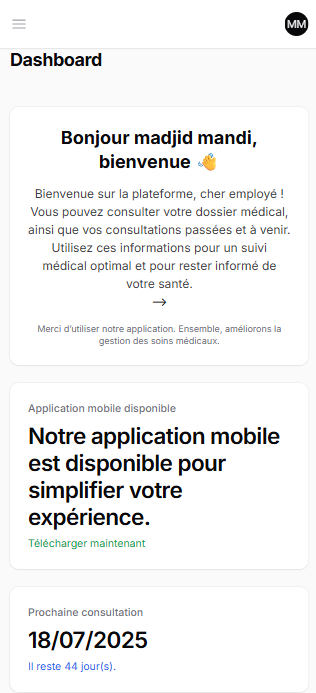 MM
Dashboard
Bonjour madjid mandi,
bienvenue 👋
Bienvenue sur la plateforme, cher employé !
Vous pouvez consulter votre dossier médical,
ainsi que vos consultations passées et à venir.
Utilisez ces informations pour un suivi
médical optimal et pour rester informé de
votre santé.
→
Merci d'utiliser notre application. Ensemble, améliorons la
gestion des soins médicaux.
Application mobile disponible
Notre application mobile
est disponible pour
simplifier votre
expérience.
Télécharger maintenant
Prochaine consultation
18/07/2025
Il reste 44 jour(s).